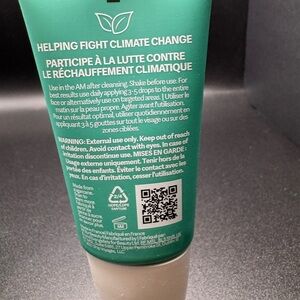 HELPING FIGHT CLIMATE CHANGE
PARTICIPE À LA LUTTE CONTRE
LE RÉCHAUFFEMENT CLIMATIQUE
Use in the AM after cleansing. Shake before use. For
best results use daily applying 3-5 drops to the entire
face or alternatively use on targeted areas | Utiliser le
matin sur la peau propre. Agiter avant l'utilisation.
Pour un résultat optimal, utiliser quotidiennement en
appliquant 3 à 5 gouttes sur tout le visage ou sur des
zones ciblées.
WARNING: External use only. Keep out of reach
of children. Avoid contact with eyes. In case of
irritation discontinue use. MISES EN GARDE :
Usage externe uniquement. Tenir hors de la
portée des enfants. Éviter le contact avec les
yeux. En cas d'irritation, cesser l'utilisation.
Made from
sugarcane.